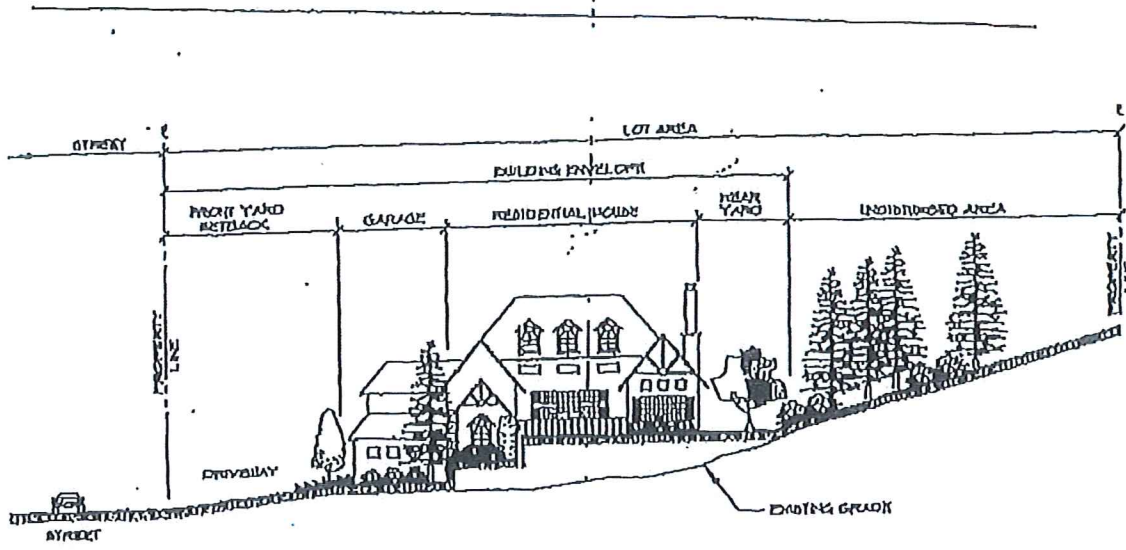 STREET
LOT AREA
BUILDING ENVELOPE
FRONT YARD
SETBACK
GARAGE
RESIDENTIAL HOUSE
REAR
YARD
UNDISTURBED AREA
PROPERTY
LINE
PROPERTY
DRIVEWAY
EXISTING GRADE
STREET